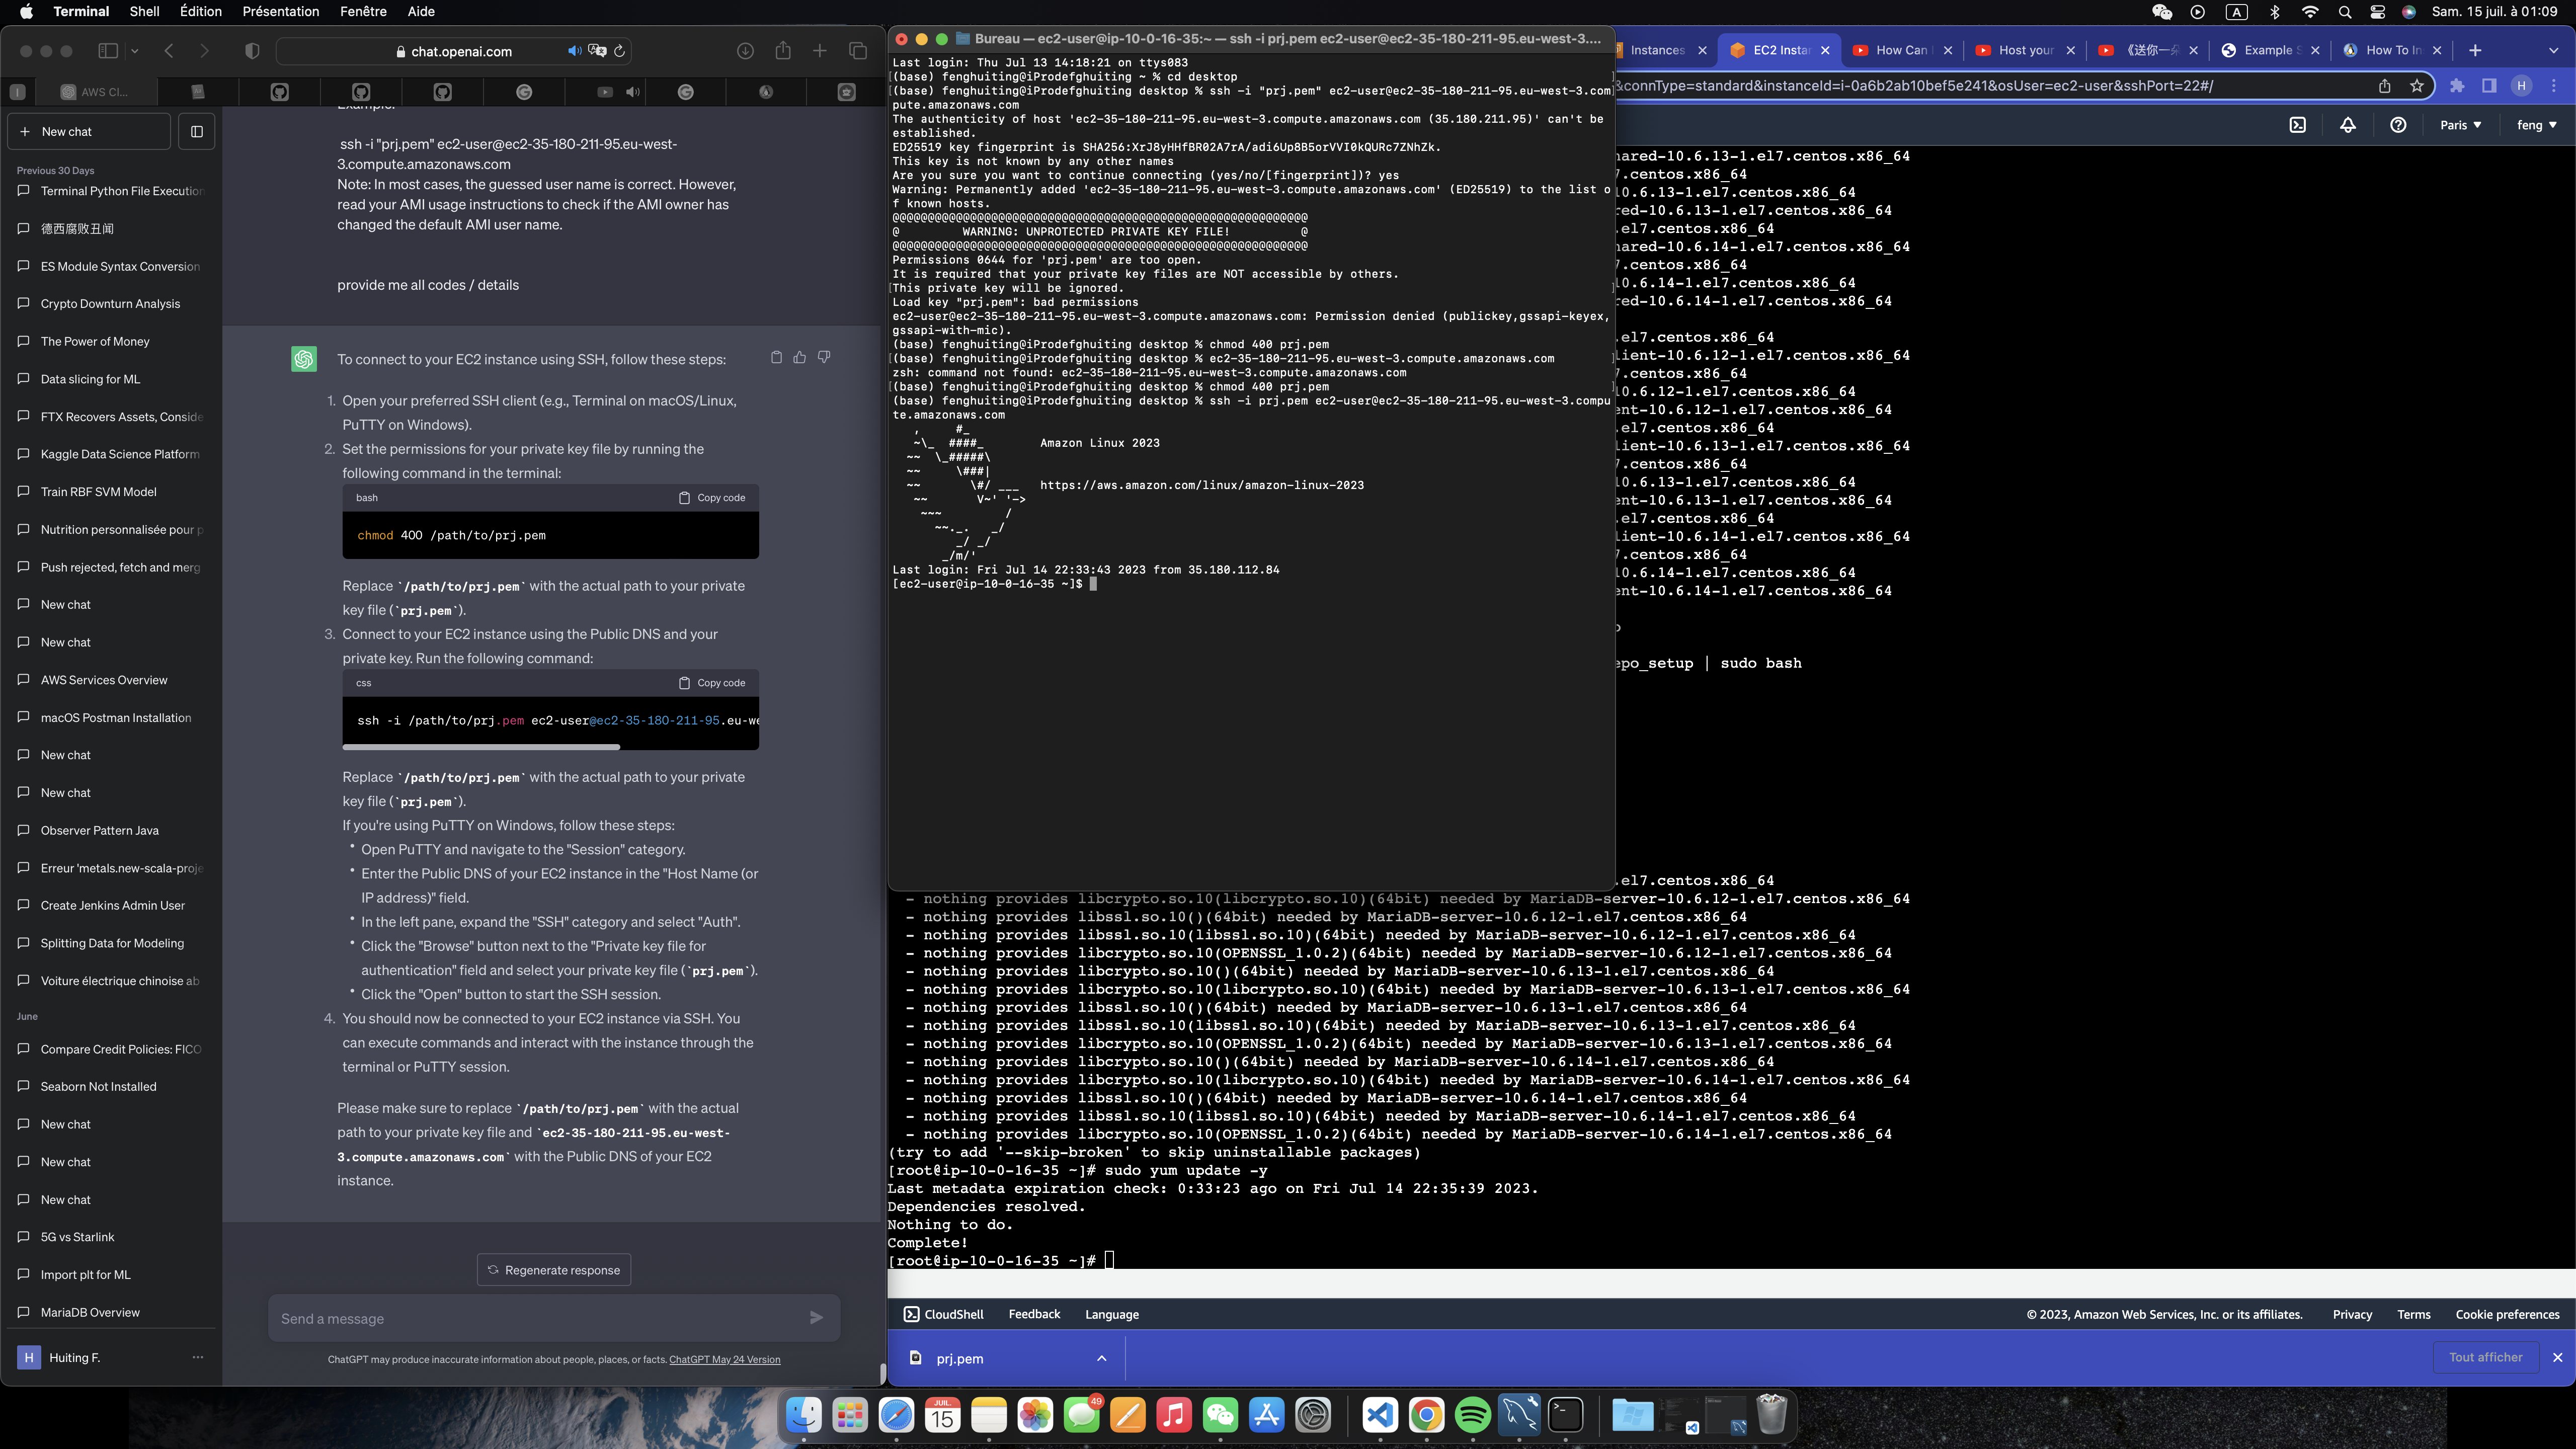 Terminal Shell Édition Présentation Fenêtre Aide
A Sam. 15 juil. à 01:09
chat.openai.com
AWS Cl...
New chat
Previous 30 Days
Terminal Python File Execution
德西腐败丑闻
ES Module Syntax Conversion
Crypto Downturn Analysis
The Power of Money
Data slicing for ML
FTX Recovers Assets, Conside
Kaggle Data Science Platform
Train RBF SVM Model
Nutrition personnalisée pour p
Push rejected, fetch and merg
New chat
New chat
AWS Services Overview
macOS Postman Installation
New chat
New chat
Observer Pattern Java
Erreur 'metals.new-scala-proje
Create Jenkins Admin User
Splitting Data for Modeling
Voiture électrique chinoise ab
June
Compare Credit Policies: FICO
Seaborn Not Installed
New chat
New chat
New chat
5G vs Starlink
Import plt for ML
MariaDB Overview
H Huiting F.
Example:
ssh -i "prj.pem" ec2-user@ec2-35-180-211-95.eu-west-
3.compute.amazonaws.com
Note: In most cases, the guessed user name is correct. However,
read your AMI usage instructions to check if the AMI owner has
changed the default AMI user name.
provide me all codes / details
To connect to your EC2 instance using SSH, follow these steps:
1. Open your preferred SSH client (e.g., Terminal on macOS/Linux,
PuTTY on Windows).
2. Set the permissions for your private key file by running the
following command in the terminal:
bash Copy code
chmod 400 /path/to/prj.pem
Replace `/path/to/prj.pem` with the actual path to your private
key file (`prj.pem`).
3. Connect to your EC2 instance using the Public DNS and your
private key. Run the following command:
css Copy code
ssh -i /path/to/prj.pem ec2-user@ec2-35-180-211-95.eu-we
Replace `/path/to/prj.pem` with the actual path to your private
key file (`prj.pem`).
If you're using PuTTY on Windows, follow these steps:
• Open PuTTY and navigate to the "Session" category.
• Enter the Public DNS of your EC2 instance in the "Host Name (or
IP address)" field.
• In the left pane, expand the "SSH" category and select "Auth".
• Click the "Browse" button next to the "Private key file for
authentication" field and select your private key file (`prj.pem`).
• Click the "Open" button to start the SSH session.
4. You should now be connected to your EC2 instance via SSH. You
can execute commands and interact with the instance through the
terminal or PuTTY session.
Please make sure to replace `/path/to/prj.pem` with the actual
path to your private key file and `ec2-35-180-211-95.eu-west-
3.compute.amazonaws.com` with the Public DNS of your EC2
instance.
Regenerate response
Send a message
ChatGPT may produce inaccurate information about people, places, or facts. ChatGPT May 24 Version
Bureau — ec2-user@ip-10-0-16-35:~ — ssh -i prj.pem ec2-user@ec2-35-180-211-95.eu-west-3....
Last login: Thu Jul 13 14:18:21 on ttys083
[(base) fenghuiting@iProdefghuiting ~ % cd desktop ]
[(base) fenghuiting@iProdefghuiting desktop % ssh -i "prj.pem" ec2-user@ec2-35-180-211-95.eu-west-3.com]
pute.amazonaws.com
The authenticity of host 'ec2-35-180-211-95.eu-west-3.compute.amazonaws.com (35.180.211.95)' can't be
established.
ED25519 key fingerprint is SHA256:XrJ8yHHfBR02A7rA/adi6Up8B5orVVI0kQURc7ZNhZk.
This key is not known by any other names
Are you sure you want to continue connecting (yes/no/[fingerprint])? yes
Warning: Permanently added 'ec2-35-180-211-95.eu-west-3.compute.amazonaws.com' (ED25519) to the list o
f known hosts.
@@@@@@@@@@@@@@@@@@@@@@@@@@@@@@@@@@@@@@@@@@@@@@@@@@@@@@@@@@@
@ WARNING: UNPROTECTED PRIVATE KEY FILE! @
@@@@@@@@@@@@@@@@@@@@@@@@@@@@@@@@@@@@@@@@@@@@@@@@@@@@@@@@@@@
Permissions 0644 for 'prj.pem' are too open.
It is required that your private key files are NOT accessible by others.
[This private key will be ignored. ]
Load key "prj.pem": bad permissions
ec2-user@ec2-35-180-211-95.eu-west-3.compute.amazonaws.com: Permission denied (publickey,gssapi-keyex,
gssapi-with-mic).
(base) fenghuiting@iProdefghuiting desktop % chmod 400 prj.pem
[(base) fenghuiting@iProdefghuiting desktop % ec2-35-180-211-95.eu-west-3.compute.amazonaws.com ]
zsh: command not found: ec2-35-180-211-95.eu-west-3.compute.amazonaws.com
[(base) fenghuiting@iProdefghuiting desktop % chmod 400 prj.pem ]
(base) fenghuiting@iProdefghuiting desktop % ssh -i prj.pem ec2-user@ec2-35-180-211-95.eu-west-3.compu
te.amazonaws.com
, #_
~\_ ####_ Amazon Linux 2023
~~ \_#####\
~~ \###|
~~ \#/ ___ https://aws.amazon.com/linux/amazon-linux-2023
~~ V~' '->
~~~ /
~~._. _/
_/ _/
_/m/'
Last login: Fri Jul 14 22:33:43 2023 from 35.180.112.84
[ec2-user@ip-10-0-16-35 ~]$
Instances EC2 Insta How Can Host your 《送你一朵 Example S How To In
&connType=standard&instanceId=i-0a6b2ab10bef5e241&osUser=ec2-user&sshPort=22#/
H
Paris ▼ feng ▼
ared-10.6.13-1.el7.centos.x86_64
7.centos.x86_64
10.6.13-1.el7.centos.x86_64
red-10.6.13-1.el7.centos.x86_64
.el7.centos.x86_64
ared-10.6.14-1.el7.centos.x86_64
7.centos.x86_64
10.6.14-1.el7.centos.x86_64
red-10.6.14-1.el7.centos.x86_64
.el7.centos.x86_64
lient-10.6.12-1.el7.centos.x86_64
7.centos.x86_64
10.6.12-1.el7.centos.x86_64
ent-10.6.12-1.el7.centos.x86_64
.el7.centos.x86_64
lient-10.6.13-1.el7.centos.x86_64
7.centos.x86_64
10.6.13-1.el7.centos.x86_64
ent-10.6.13-1.el7.centos.x86_64
.el7.centos.x86_64
lient-10.6.14-1.el7.centos.x86_64
7.centos.x86_64
10.6.14-1.el7.centos.x86_64
ent-10.6.14-1.el7.centos.x86_64
o
epo_setup | sudo bash
.el7.centos.x86_64
- nothing provides libcrypto.so.10(libcrypto.so.10)(64bit) needed by MariaDB-server-10.6.12-1.el7.centos.x86_64
- nothing provides libssl.so.10()(64bit) needed by MariaDB-server-10.6.12-1.el7.centos.x86_64
- nothing provides libssl.so.10(libssl.so.10)(64bit) needed by MariaDB-server-10.6.12-1.el7.centos.x86_64
- nothing provides libcrypto.so.10(OPENSSL_1.0.2)(64bit) needed by MariaDB-server-10.6.12-1.el7.centos.x86_64
- nothing provides libcrypto.so.10()(64bit) needed by MariaDB-server-10.6.13-1.el7.centos.x86_64
- nothing provides libcrypto.so.10(libcrypto.so.10)(64bit) needed by MariaDB-server-10.6.13-1.el7.centos.x86_64
- nothing provides libssl.so.10()(64bit) needed by MariaDB-server-10.6.13-1.el7.centos.x86_64
- nothing provides libssl.so.10(libssl.so.10)(64bit) needed by MariaDB-server-10.6.13-1.el7.centos.x86_64
- nothing provides libcrypto.so.10(OPENSSL_1.0.2)(64bit) needed by MariaDB-server-10.6.13-1.el7.centos.x86_64
- nothing provides libcrypto.so.10()(64bit) needed by MariaDB-server-10.6.14-1.el7.centos.x86_64
- nothing provides libcrypto.so.10(libcrypto.so.10)(64bit) needed by MariaDB-server-10.6.14-1.el7.centos.x86_64
- nothing provides libssl.so.10()(64bit) needed by MariaDB-server-10.6.14-1.el7.centos.x86_64
- nothing provides libssl.so.10(libssl.so.10)(64bit) needed by MariaDB-server-10.6.14-1.el7.centos.x86_64
- nothing provides libcrypto.so.10(OPENSSL_1.0.2)(64bit) needed by MariaDB-server-10.6.14-1.el7.centos.x86_64
(try to add '--skip-broken' to skip uninstallable packages)
[root@ip-10-0-16-35 ~]# sudo yum update -y
Last metadata expiration check: 0:33:23 ago on Fri Jul 14 22:35:39 2023.
Dependencies resolved.
Nothing to do.
Complete!
[root@ip-10-0-16-35 ~]#
CloudShell Feedback Language © 2023, Amazon Web Services, Inc. or its affiliates. Privacy Terms Cookie preferences
prj.pem Tout afficher
JUIL. 15
49